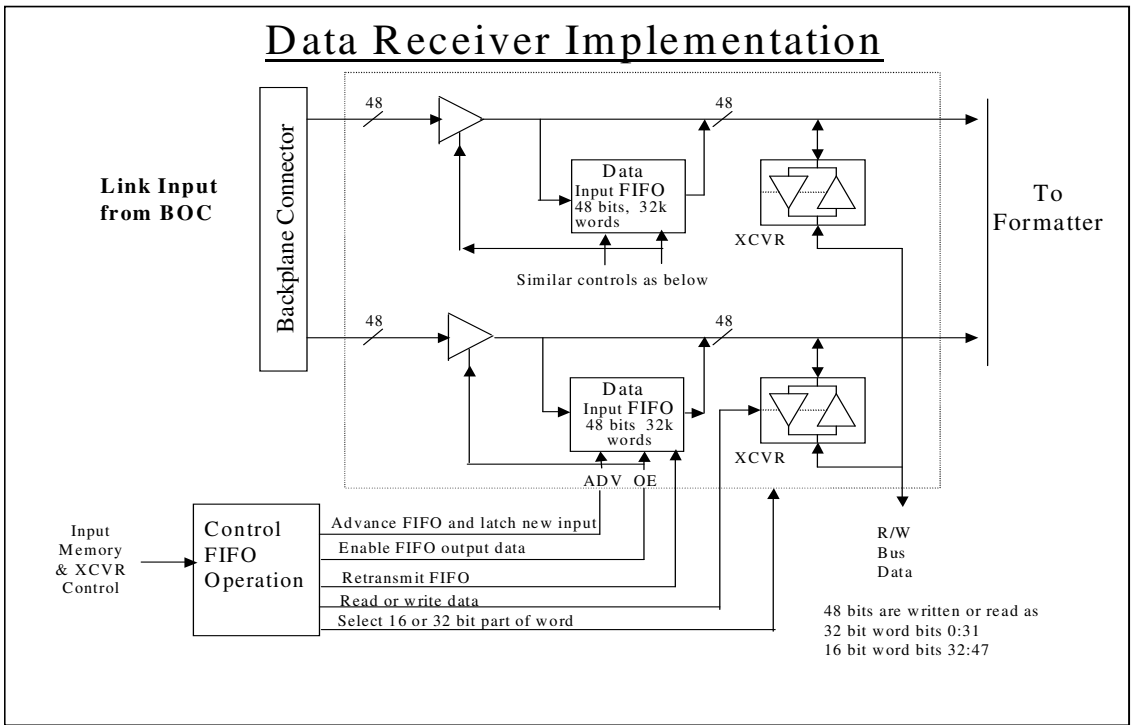 Data Receiver Implementation
Link Input
from BOC
Backplane Connector
48
48
Data
Input FIFO
48 bits, 32k
words
XCVR
To
Formatter
Similar controls as below
48
48
Data
Input FIFO
48 bits 32k
words
XCVR
ADV OE
Input
Memory
& XCVR
Control
Control
FIFO
Operation
Advance FIFO and latch new input
Enable FIFO output data
Retransmit FIFO
Read or write data
Select 16 or 32 bit part of word
R/W
Bus
Data
48 bits are written or read as
32 bit word bits 0:31
16 bit word bits 32:47